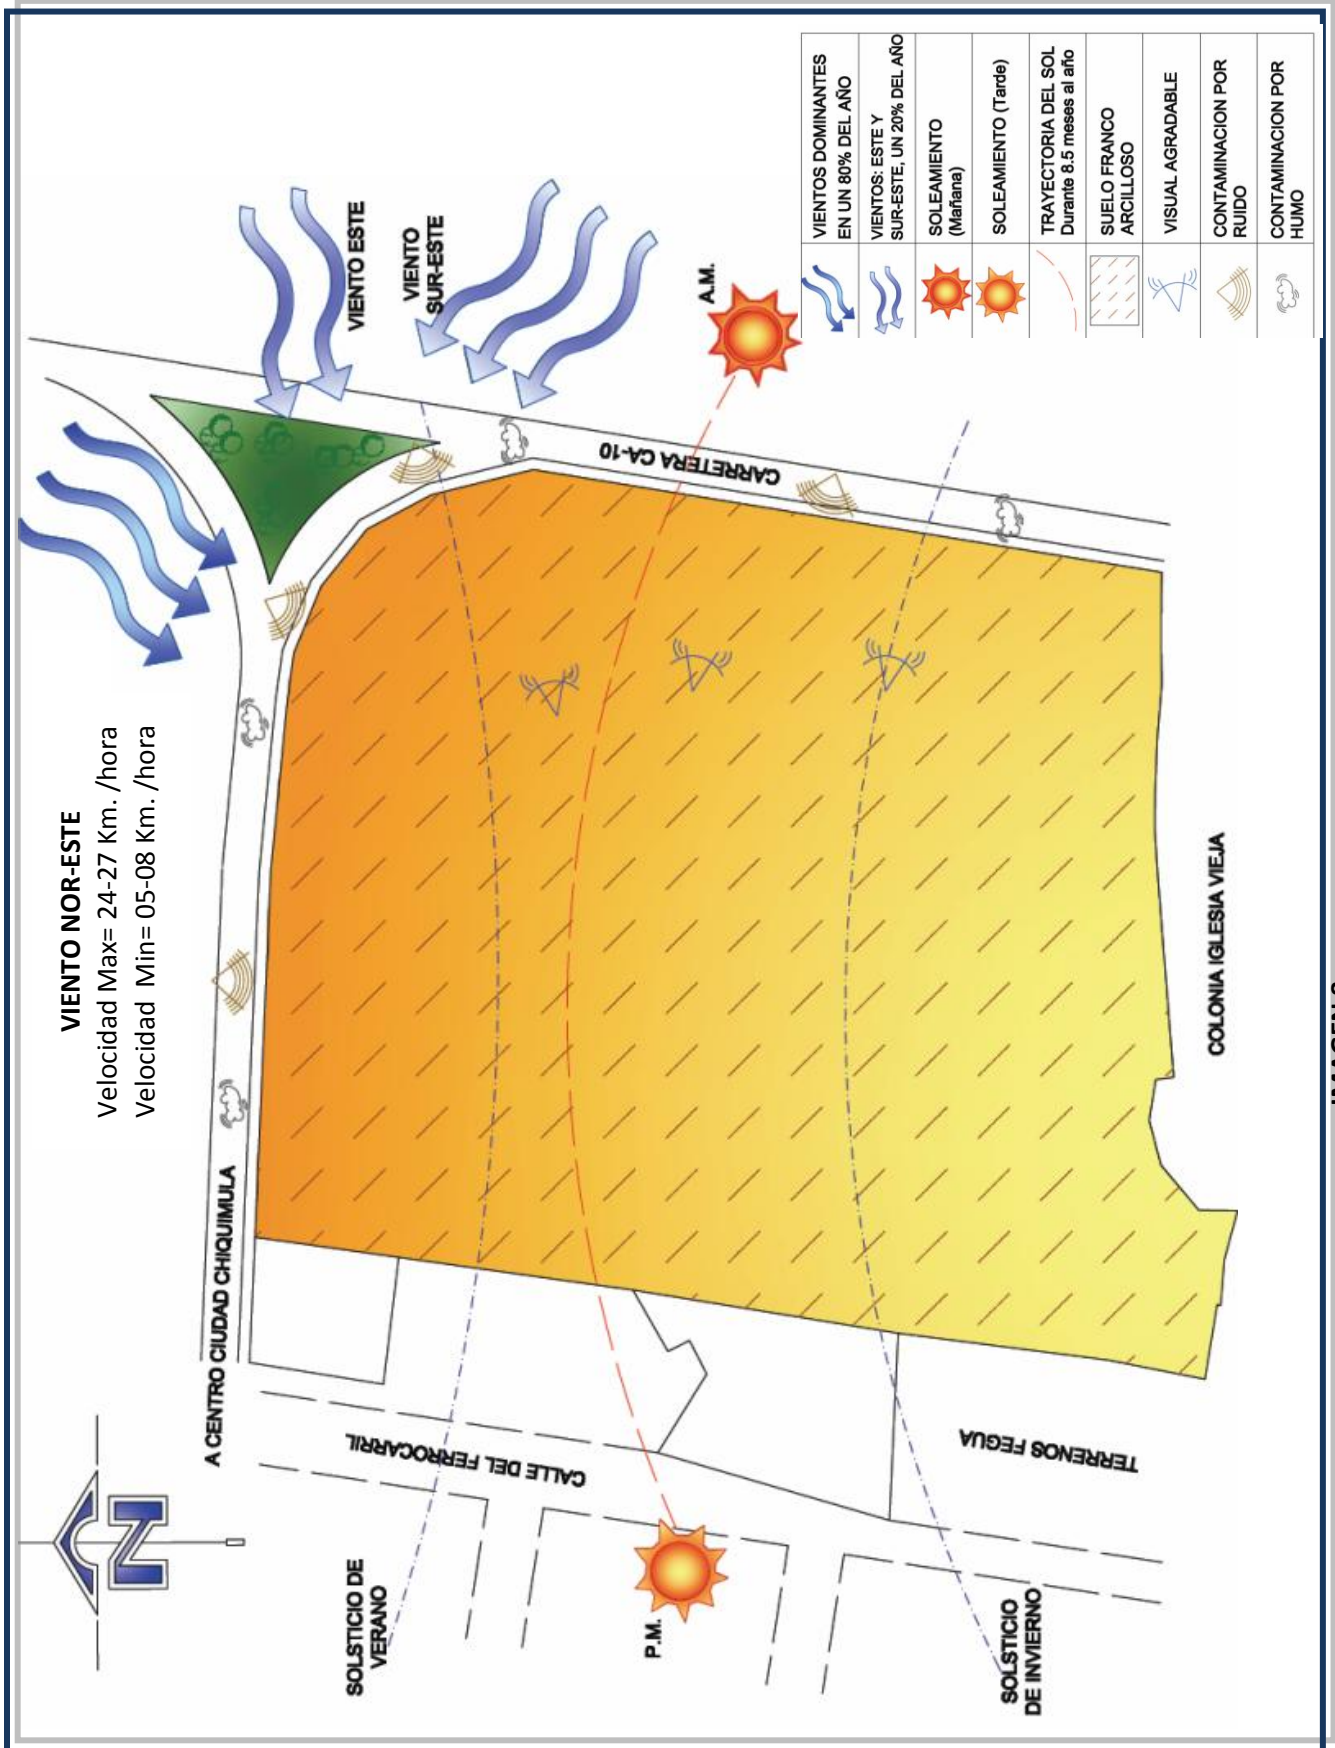 VIENTO NOR-ESTE
Velocidad Max= 24-27 Km. /hora
Velocidad Min= 05-08 Km. /hora
N
A CENTRO CIUDAD CHIQUIMULA
VIENTO ESTE
VIENTO
SUR-ESTE
A.M.
CARRETERA CA-10
CALLE DEL FERROCARRIL
SOLSTICIO DE
VERANO
P.M.
SOLSTICIO
DE INVIERNO
TERRENOS FEGUA
COLONIA IGLESIA VIEJA
VIENTOS DOMINANTES
EN UN 80% DEL AÑO
VIENTOS: ESTE Y
SUR-ESTE, UN 20% DEL AÑO
SOLEAMIENTO
(Mañana)
SOLEAMIENTO (Tarde)
TRAYECTORIA DEL SOL
Durante 8.5 meses al año
SUELO FRANCO
ARCILLOSO
VISUAL AGRADABLE
CONTAMINACION POR
RUIDO
CONTAMINACION POR
HUMO